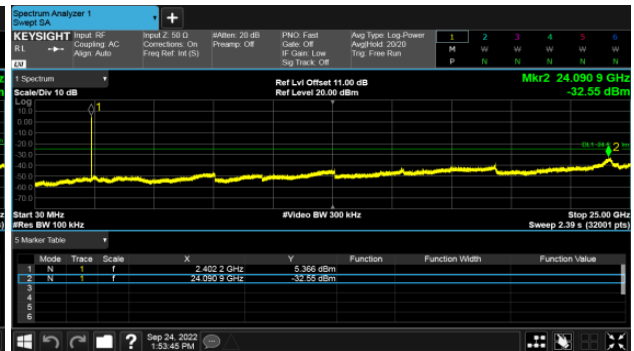 Spectrum Analyzer 1
Swept SA
+
KEYSIGHT Input: RF Input Z: 50 Ω #Atten: 20 dB PNO: Fast Avg Type: Log-Power 1 2 3 4 5 6
RL Coupling: AC Corrections: On Preamp: Off Gate: Off Avg|Hold: 20/20 M W W W W W
Align: Auto Freq Ref: Int (S) IF Gain: Low Trig: Free Run
LXI Sig Track: Off P N N N N N
1 Spectrum Ref Lvl Offset 11.00 dB Mkr2 24.090 9 GHz
Scale/Div 10 dB Ref Level 20.00 dBm -32.55 dBm
Log
10.0
0.00
-10.0
-20.0
-30.0
-40.0
-50.0
-60.0
-70.0
1
2
Start 30 MHz #Video BW 300 kHz Stop 25.00 GHz
#Res BW 100 kHz Sweep 2.39 s (32001 pts)
5 Marker Table
Mode Trace Scale X Y Function Function Width Function Value
1 N 1 f 2.402 2 GHz 5.366 dBm
2 N 1 f 24.090 9 GHz -32.55 dBm
3
4
5
6
? Sep 24, 2022
1:53:45 PM